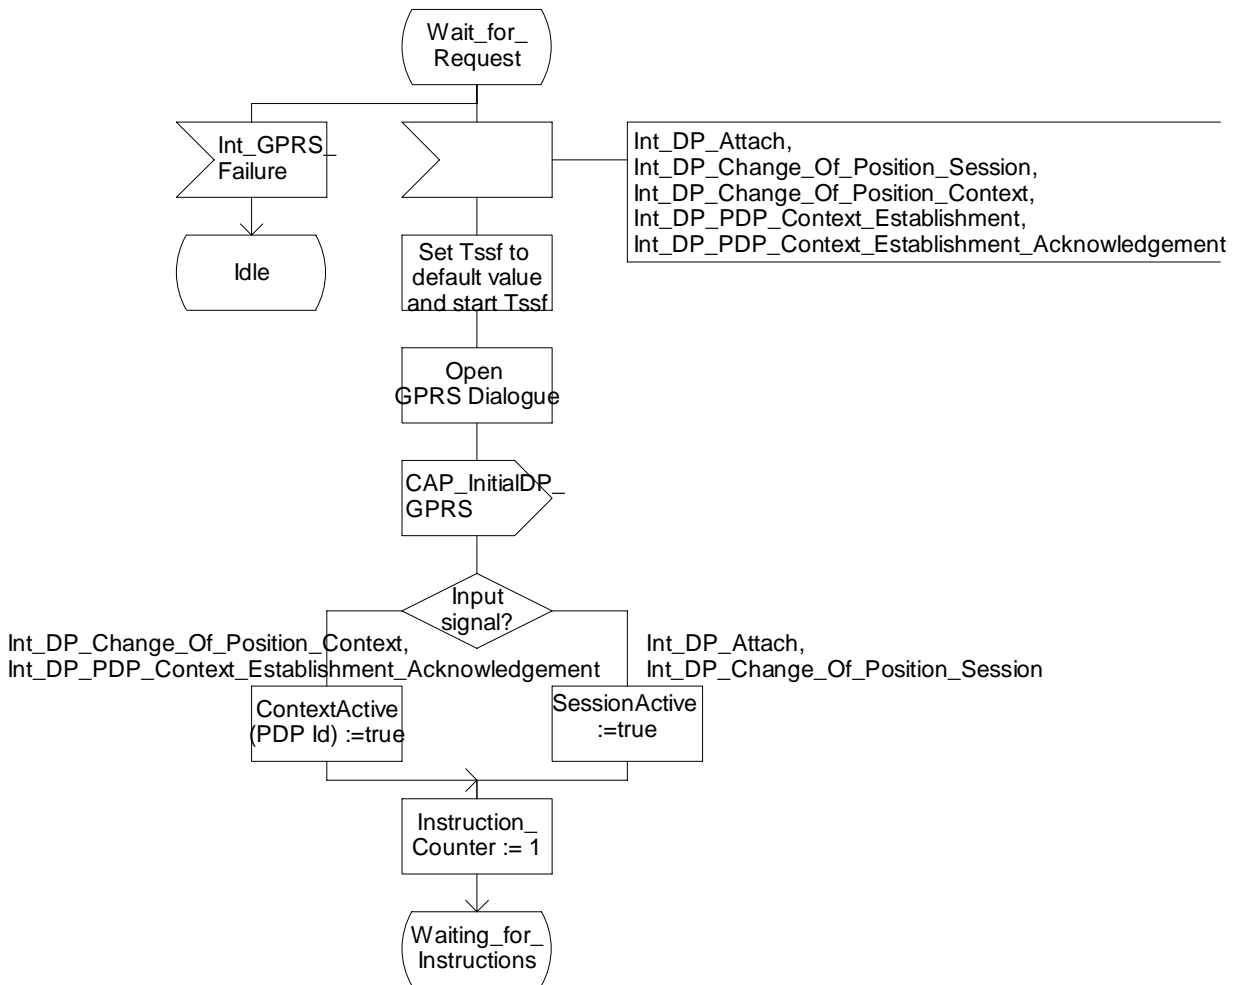 Wait_for_
Request
Int_GPRS_
Failure
Int_DP_Attach,
Int_DP_Change_Of_Position_Session,
Int_DP_Change_Of_Position_Context,
Int_DP_PDP_Context_Establishment,
Int_DP_PDP_Context_Establishment_Acknowledgement
Idle
Set Tssf to
default value
and start Tssf
Open
GPRS Dialogue
CAP_InitialDP_
GPRS
Input
signal?
Int_DP_Change_Of_Position_Context,
Int_DP_PDP_Context_Establishment_Acknowledgement
Int_DP_Attach,
Int_DP_Change_Of_Position_Session
ContextActive
(PDP Id) :=true
SessionActive
:=true
Instruction_
Counter := 1
Waiting_for_
Instructions